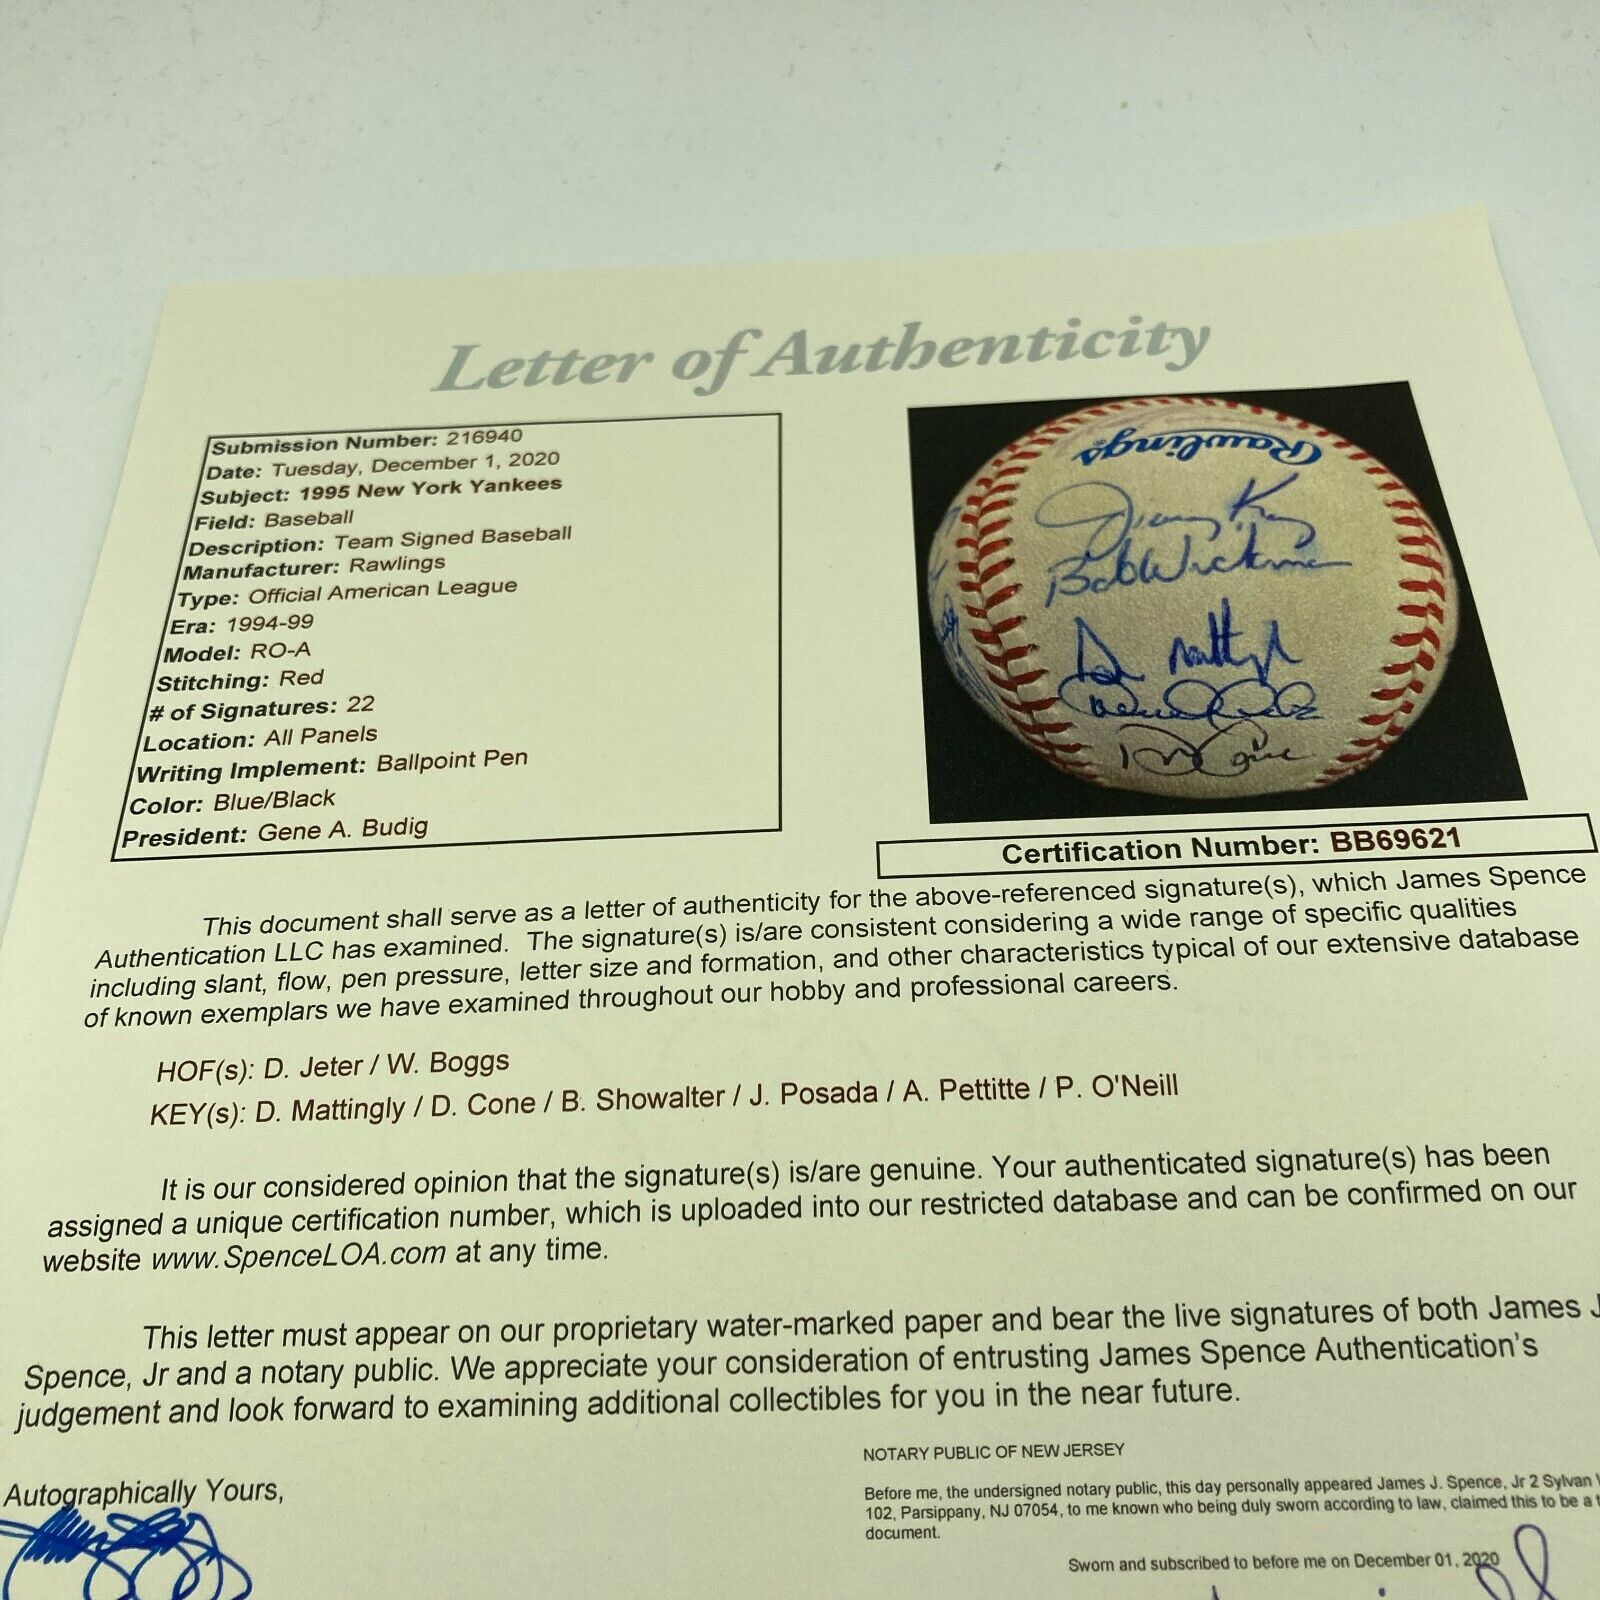 Letter of Authenticity
Submission Number: 216940
Date: Tuesday, December 1, 2020
Subject: 1995 New York Yankees
Field: Baseball
Description: Team Signed Baseball
Manufacturer: Rawlings
Type: Official American League
Era: 1994-99
Model: RO-A
Stitching: Red
# of Signatures: 22
Location: All Panels
Writing Implement: Ballpoint Pen
Color: Blue/Black
President: Gene A. Budig
Rawlings
Jimmy Key
Bob Wickman
Don Mattingly
Derek Jeter
David Cone
Certification Number: BB69621
This document shall serve as a letter of authenticity for the above-referenced signature(s), which James Spence
Authentication LLC has examined. The signature(s) is/are consistent considering a wide range of specific qualities
including slant, flow, pen pressure, letter size and formation, and other characteristics typical of our extensive database
of known exemplars we have examined throughout our hobby and professional careers.
HOF(s): D. Jeter / W. Boggs
KEY(s): D. Mattingly / D. Cone / B. Showalter / J. Posada / A. Pettitte / P. O'Neill
It is our considered opinion that the signature(s) is/are genuine. Your authenticated signature(s) has been
assigned a unique certification number, which is uploaded into our restricted database and can be confirmed on our
website www.SpenceLOA.com at any time.
This letter must appear on our proprietary water-marked paper and bear the live signatures of both James J
Spence, Jr and a notary public. We appreciate your consideration of entrusting James Spence Authentication's
judgement and look forward to examining additional collectibles for you in the near future.
NOTARY PUBLIC OF NEW JERSEY
Autographically Yours,
Before me, the undersigned notary public, this day personally appeared James J. Spence, Jr 2 Sylvan
102, Parsippany, NJ 07054, to me known who being duly sworn according to law, claimed this to be a
document.
Sworn and subscribed to before me on December 01, 2020